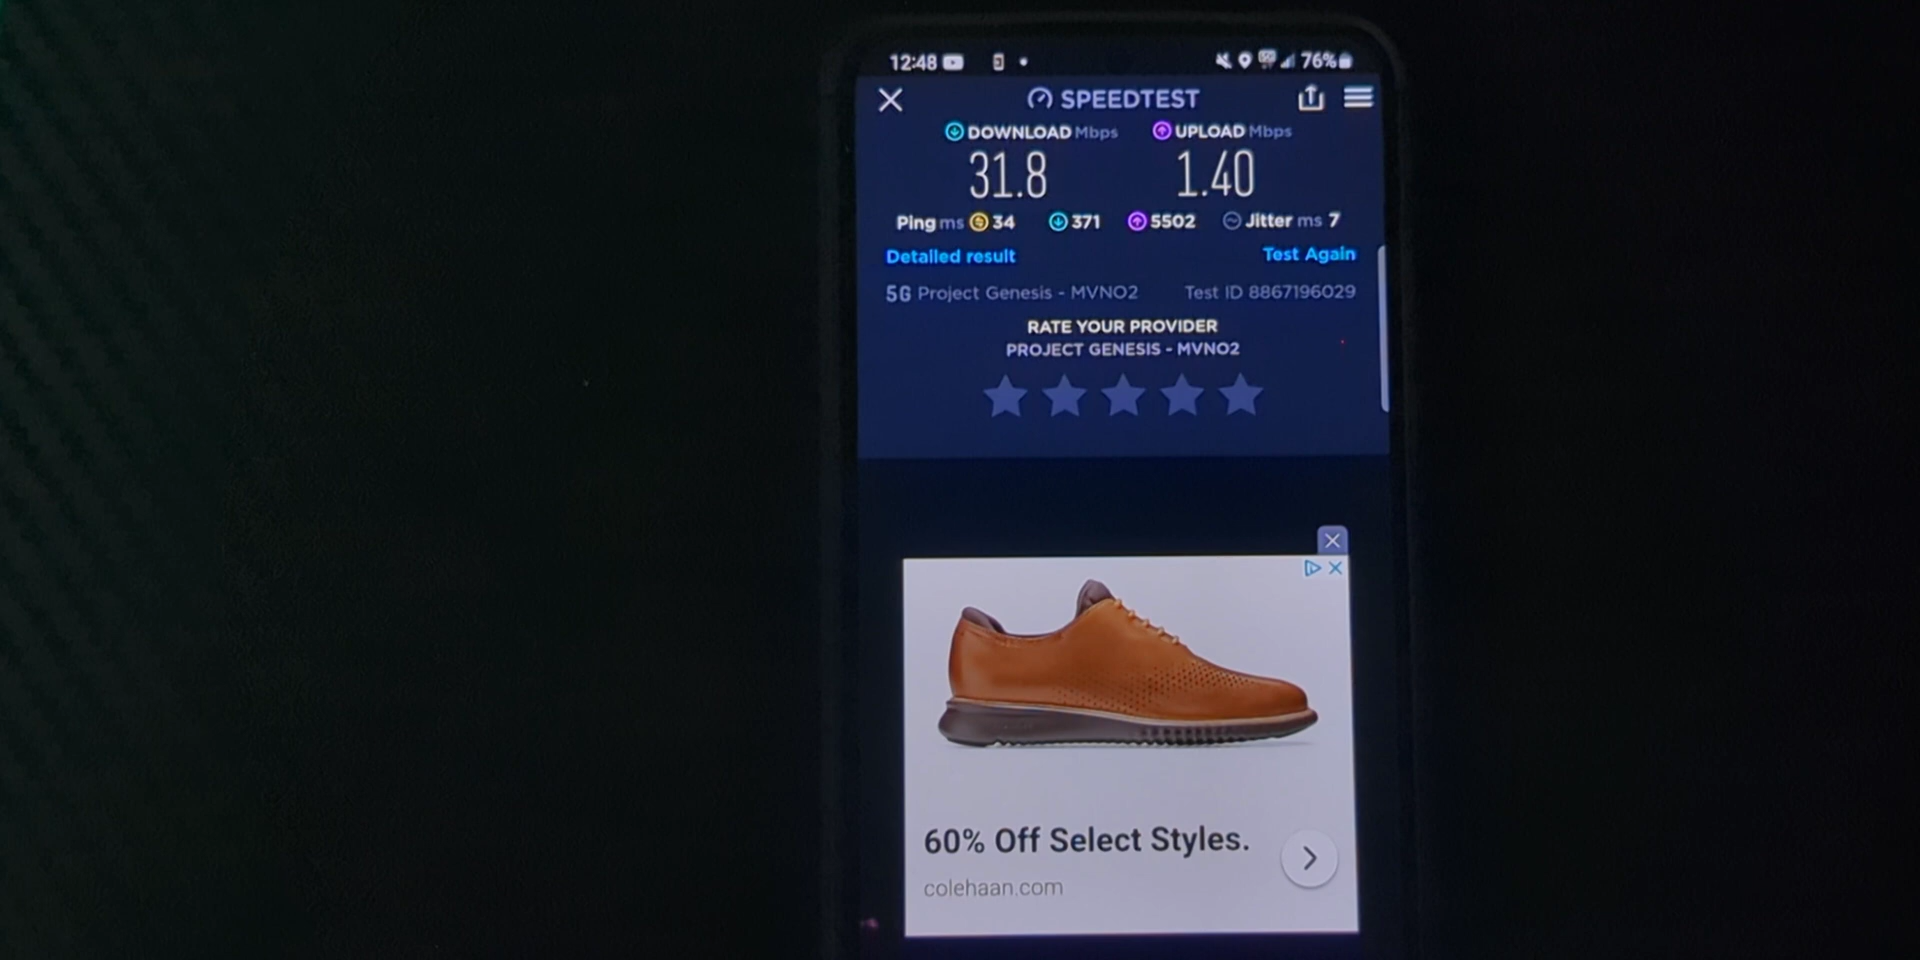 12:48 76%
SPEEDTEST
DOWNLOAD Mbps UPLOAD Mbps
31.8 1.40
Ping ms 34 371 5502 Jitter ms 7
Detailed result Test Again
5G Project Genesis - MVNO2 Test ID 8867196029
RATE YOUR PROVIDER
PROJECT GENESIS - MVNO2
60% Off Select Styles.
colehaan.com